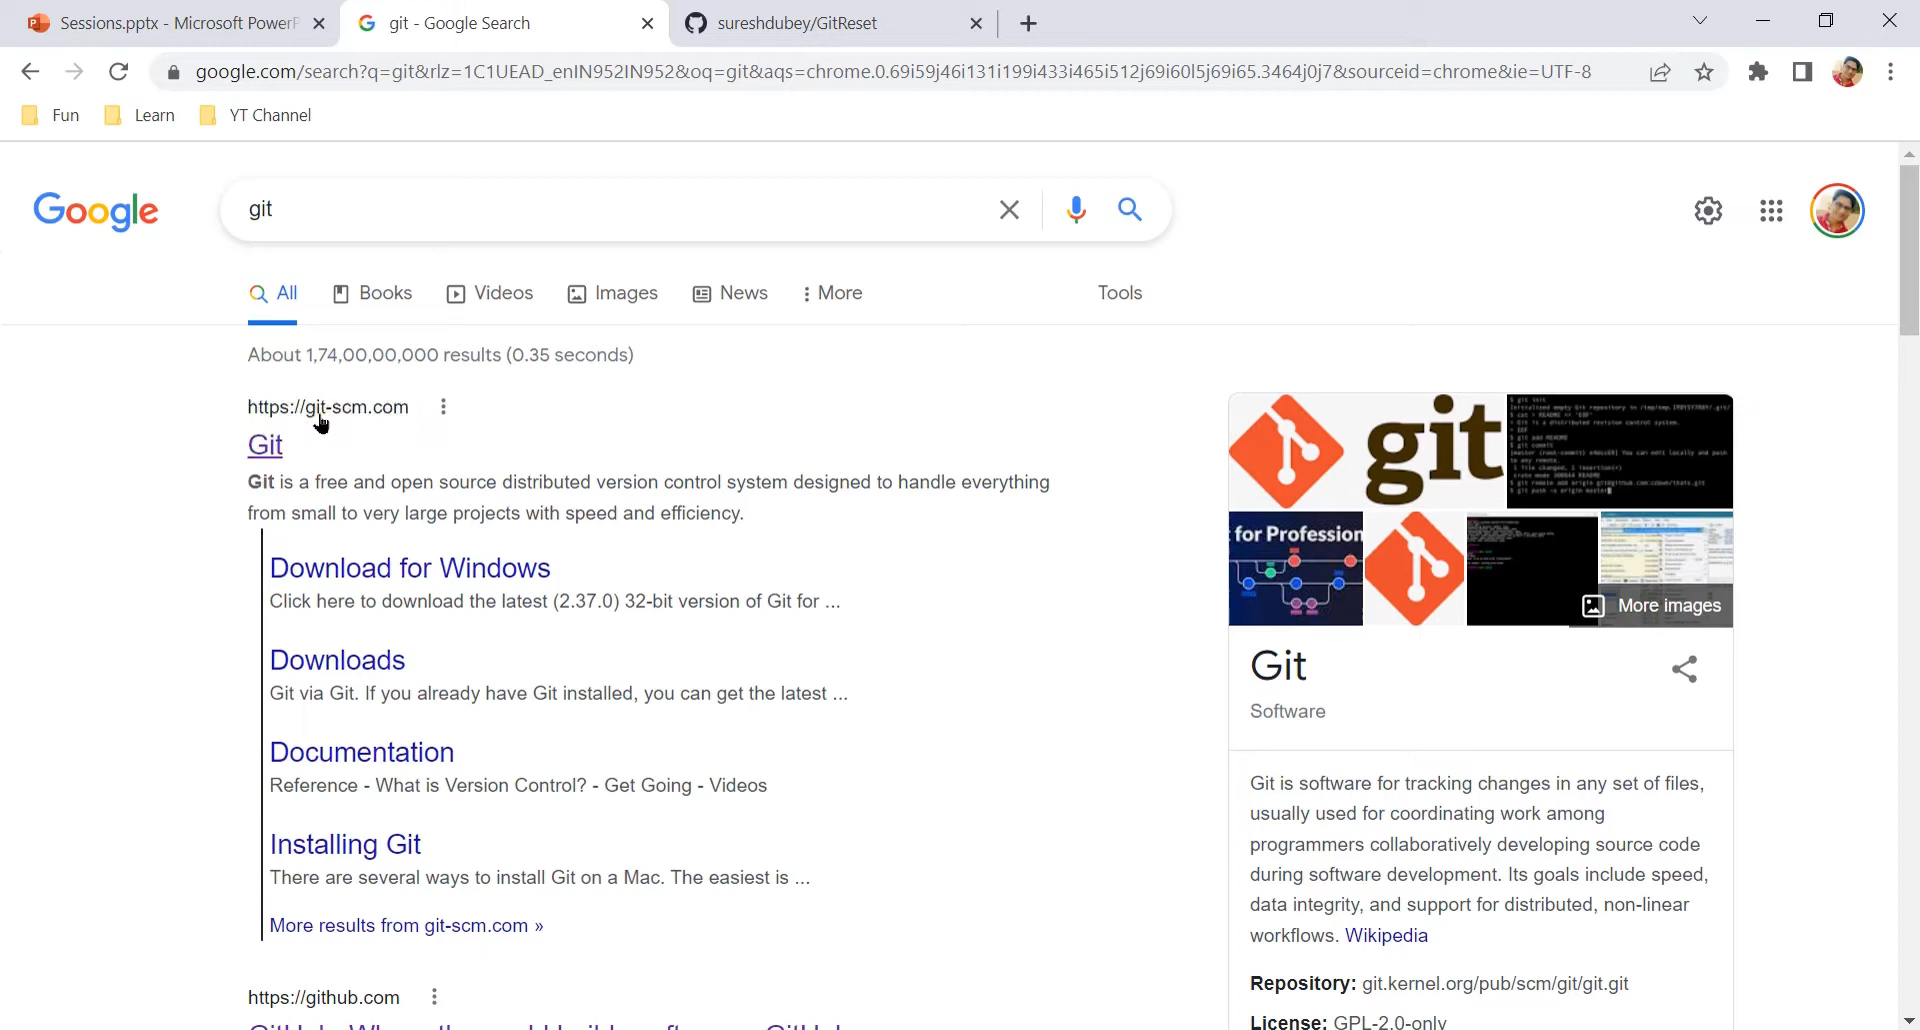 Sessions.pptx - Microsoft PowerP
git - Google Search
sureshdubey/GitReset
google.com/search?q=git&rlz=1C1UEAD_enIN952IN952&oq=git&aqs=chrome.0.69i59j46i131i199i433i465i512j69i60l5j69i65.3464j0j7&sourceid=chrome&ie=UTF-8
Fun
Learn
YT Channel
Google
git
All
Books
Videos
Images
News
More
Tools
About 1,74,00,00,000 results (0.35 seconds)
https://git-scm.com
Git
Git is a free and open source distributed version control system designed to handle everything
from small to very large projects with speed and efficiency.
Download for Windows
Click here to download the latest (2.37.0) 32-bit version of Git for ...
Downloads
Git via Git. If you already have Git installed, you can get the latest ...
Documentation
Reference - What is Version Control? - Get Going - Videos
Installing Git
There are several ways to install Git on a Mac. The easiest is ...
More results from git-scm.com »
https://github.com
git
for Profession
More images
Git
Software
Git is software for tracking changes in any set of files,
usually used for coordinating work among
programmers collaboratively developing source code
during software development. Its goals include speed,
data integrity, and support for distributed, non-linear
workflows. Wikipedia
Repository: git.kernel.org/pub/scm/git/git.git
License: GPL-2.0-only